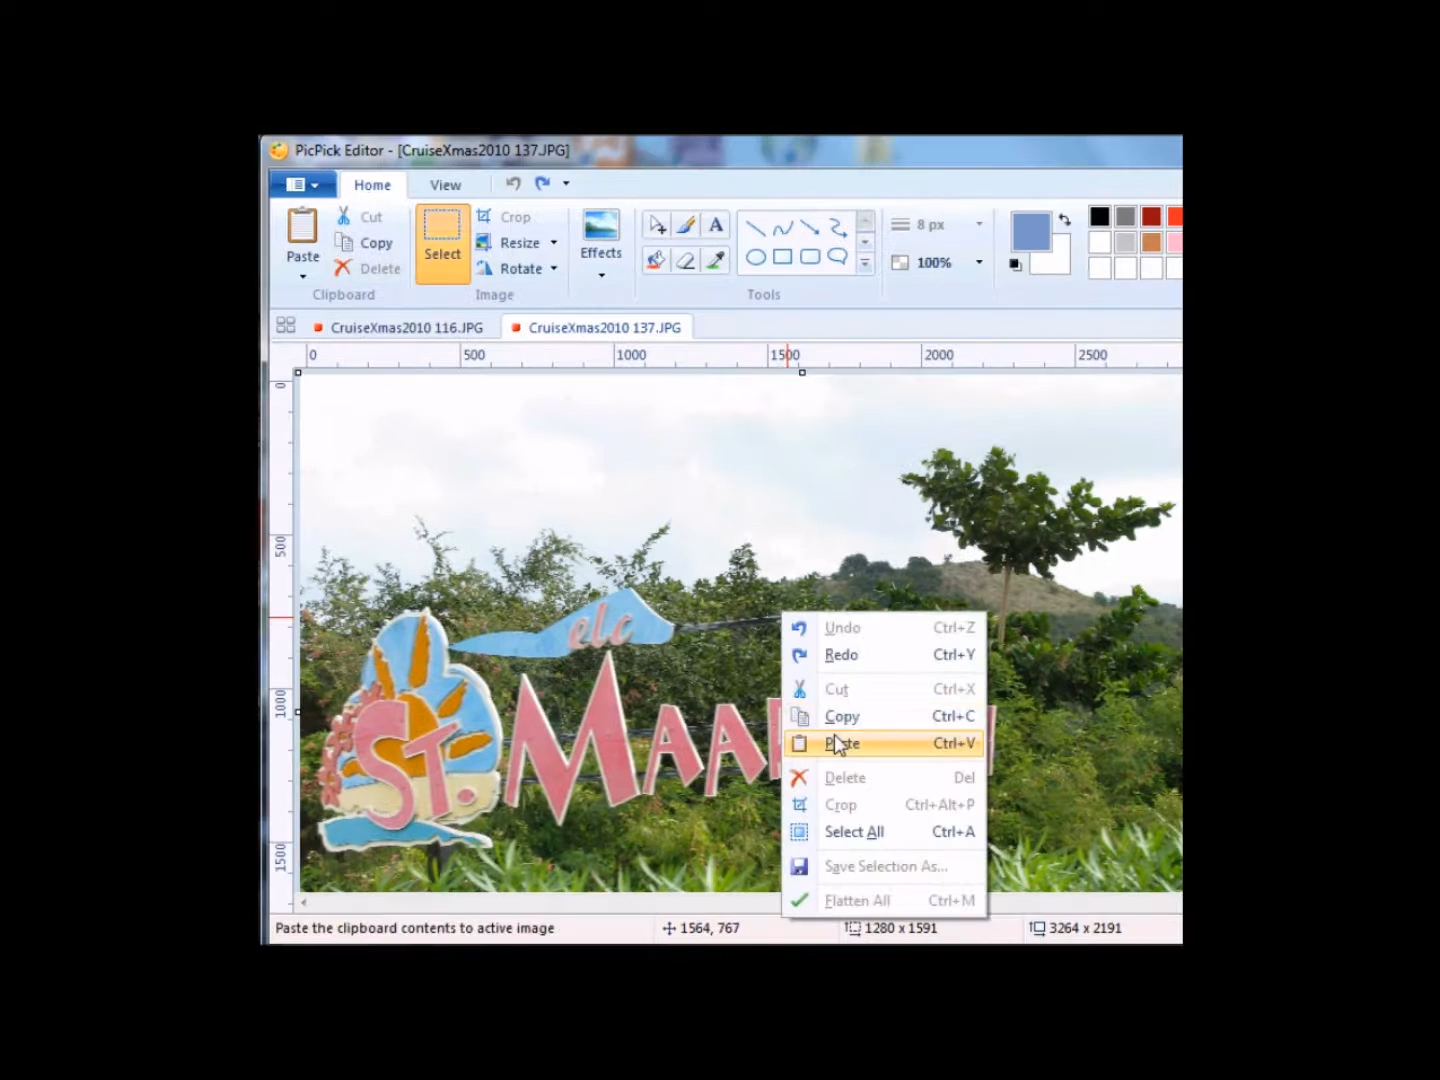 PicPick Editor - [CruiseXmas2010 137.JPG]
Home View
Paste
Cut
Copy
Delete
Clipboard
Select
Crop
Resize
Rotate
Image
Effects
A
Tools
8 px
100%
CruiseXmas2010 116.JPG CruiseXmas2010 137.JPG
0 500 1000 1500 2000 2500
0
500
1000
1500
elc
ST. MAA
Undo Ctrl+Z
Redo Ctrl+Y
Cut Ctrl+X
Copy Ctrl+C
Paste Ctrl+V
Delete Del
Crop Ctrl+Alt+P
Select All Ctrl+A
Save Selection As...
Flatten All Ctrl+M
Paste the clipboard contents to active image 1564, 767 1280 x 1591 3264 x 2191